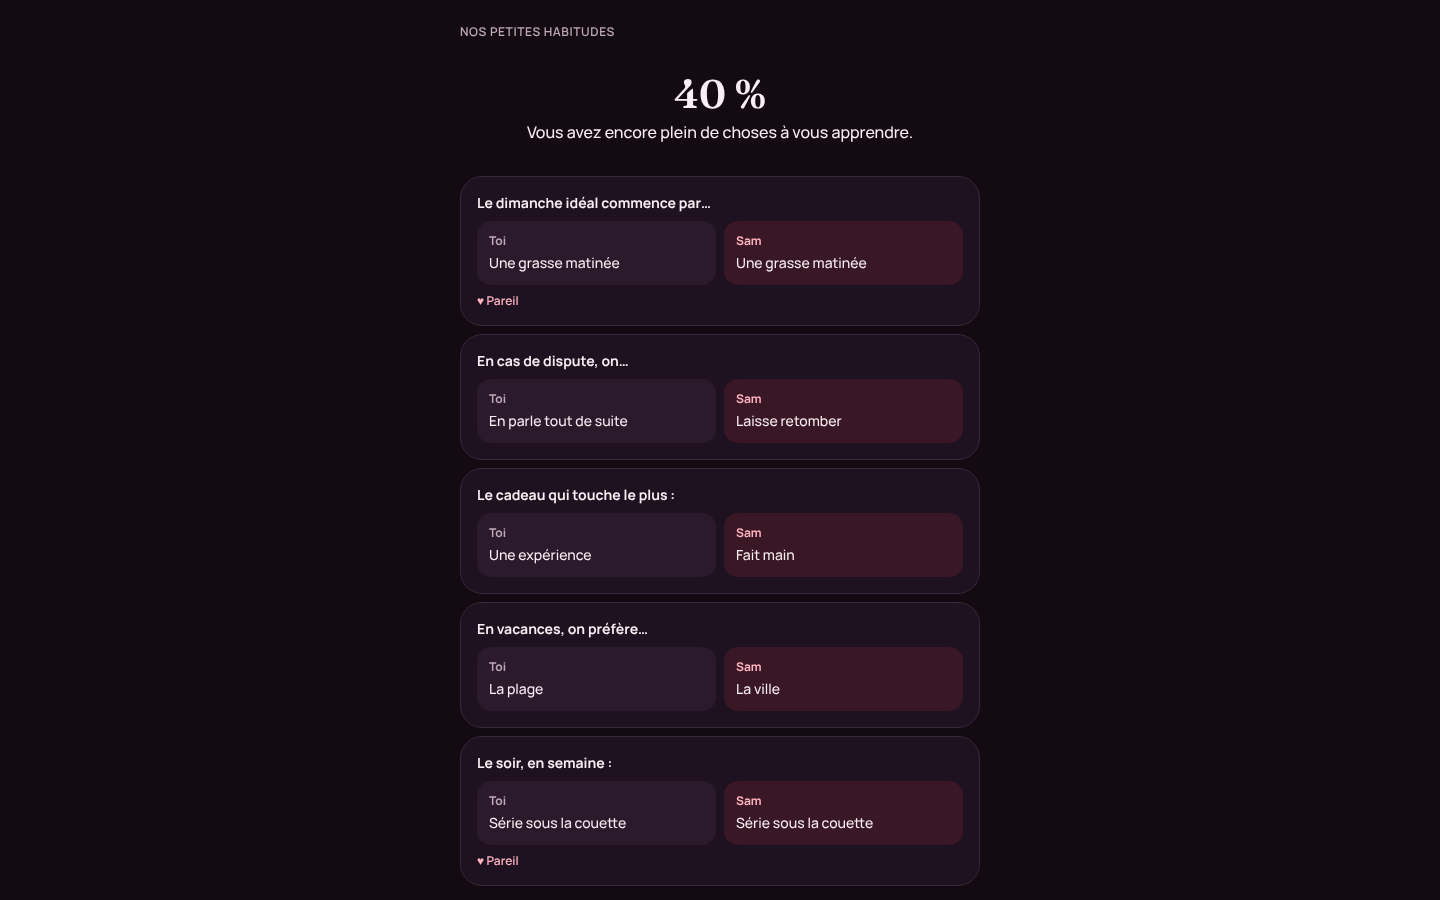 NOS PETITES HABITUDES
40 %
Vous avez encore plein de choses à vous apprendre.
Le dimanche idéal commence par…
Toi
Une grasse matinée
Sam
Une grasse matinée
♥ Pareil
En cas de dispute, on…
Toi
En parle tout de suite
Sam
Laisse retomber
Le cadeau qui touche le plus :
Toi
Une expérience
Sam
Fait main
En vacances, on préfère…
Toi
La plage
Sam
La ville
Le soir, en semaine :
Toi
Série sous la couette
Sam
Série sous la couette
♥ Pareil